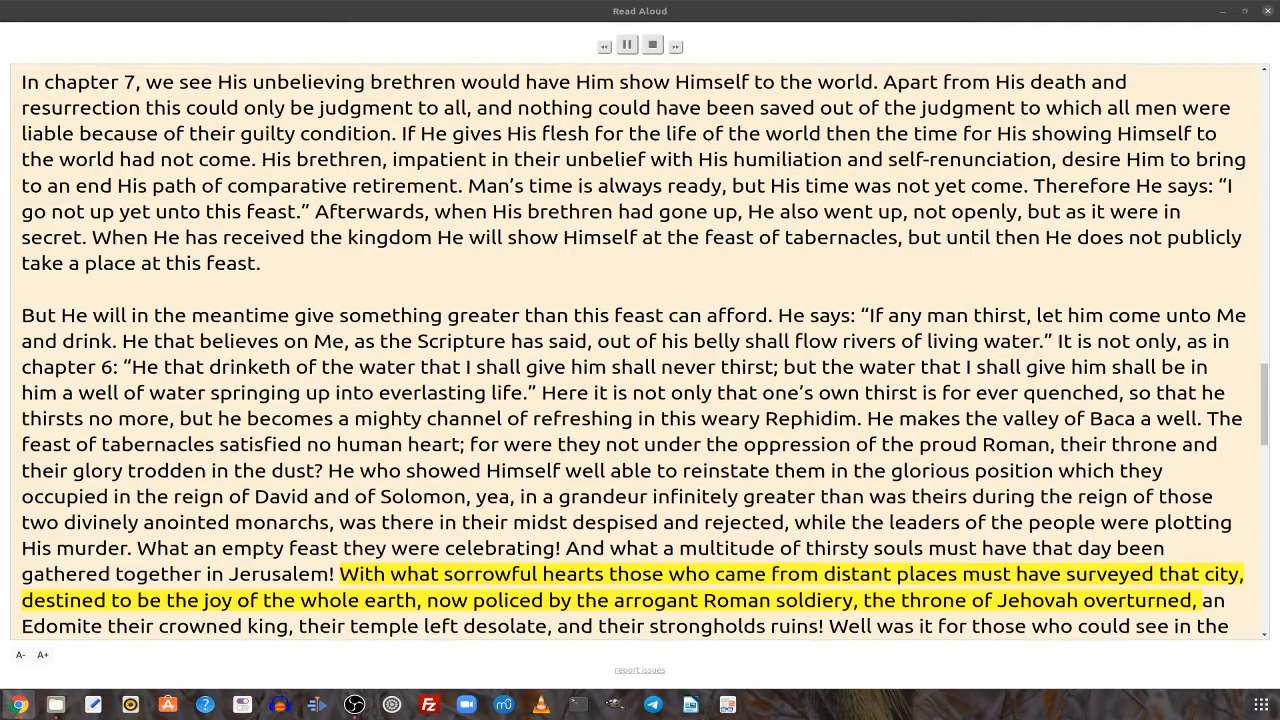 Read Aloud
In chapter 7, we see His unbelieving brethren would have Him show Himself to the world. Apart from His death and
resurrection this could only be judgment to all, and nothing could have been saved out of the judgment to which all men were
liable because of their guilty condition. If He gives His flesh for the life of the world then the time for His showing Himself to
the world had not come. His brethren, impatient in their unbelief with His humiliation and self-renunciation, desire Him to bring
to an end His path of comparative retirement. Man’s time is always ready, but His time was not yet come. Therefore He says: “I
go not up yet unto this feast.” Afterwards, when His brethren had gone up, He also went up, not openly, but as it were in
secret. When He has received the kingdom He will show Himself at the feast of tabernacles, but until then He does not publicly
take a place at this feast.
But He will in the meantime give something greater than this feast can afford. He says: “If any man thirst, let him come unto Me
and drink. He that believes on Me, as the Scripture has said, out of his belly shall flow rivers of living water.” It is not only, as in
chapter 6: “He that drinketh of the water that I shall give him shall never thirst; but the water that I shall give him shall be in
him a well of water springing up into everlasting life.” Here it is not only that one’s own thirst is for ever quenched, so that he
thirsts no more, but he becomes a mighty channel of refreshing in this weary Rephidim. He makes the valley of Baca a well. The
feast of tabernacles satisfied no human heart; for were they not under the oppression of the proud Roman, their throne and
their glory trodden in the dust? He who showed Himself well able to reinstate them in the glorious position which they
occupied in the reign of David and of Solomon, yea, in a grandeur infinitely greater than was theirs during the reign of those
two divinely anointed monarchs, was there in their midst despised and rejected, while the leaders of the people were plotting
His murder. What an empty feast they were celebrating! And what a multitude of thirsty souls must have that day been
gathered together in Jerusalem! With what sorrowful hearts those who came from distant places must have surveyed that city,
destined to be the joy of the whole earth, now policed by the arrogant Roman soldiery, the throne of Jehovah overturned, an
Edomite their crowned king, their temple left desolate, and their strongholds ruins! Well was it for those who could see in the
A- A+
report issues